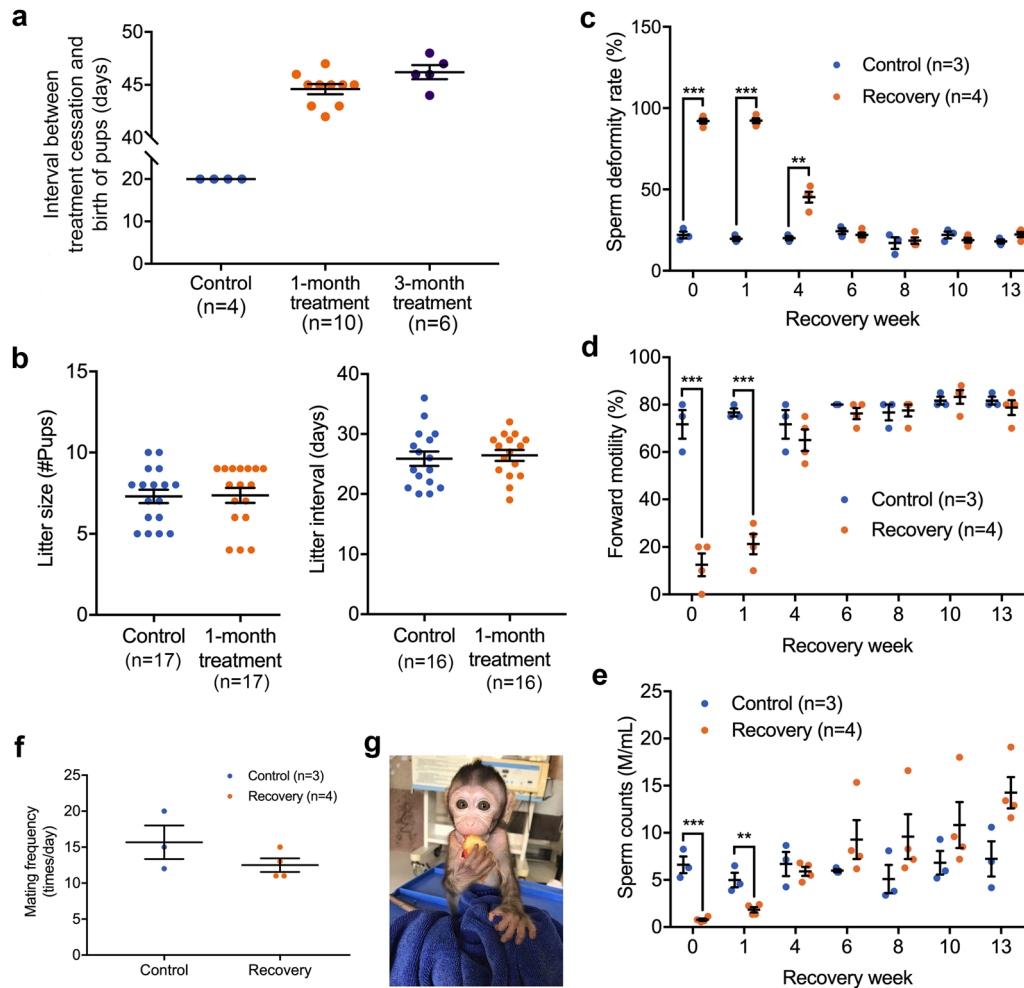 a
Interval between
treatment cessation and
birth of pups (days)
50
45
40
20
10
0
Control
(n=4)
1-month
treatment
(n=10)
3-month
treatment
(n=6)
b
Litter size (#Pups)
15
10
5
0
Control
(n=17)
1-month
treatment
(n=17)
Litter interval (days)
40
30
20
10
0
Control
(n=16)
1-month
treatment
(n=16)
c
Sperm deformity rate (%)
150
100
50
0
Control (n=3)
Recovery (n=4)
***
***
**
0 1 4 6 8 10 13
Recovery week
d
Forward motility (%)
100
80
60
40
20
0
***
***
Control (n=3)
Recovery (n=4)
0 1 4 6 8 10 13
Recovery week
e
Sperm counts (M/mL)
25
20
15
10
5
0
Control (n=3)
Recovery (n=4)
***
**
0 1 4 6 8 10 13
Recovery week
f
Mating frequency
(times/day)
25
20
15
10
5
0
Control (n=3)
Recovery (n=4)
Control Recovery
g